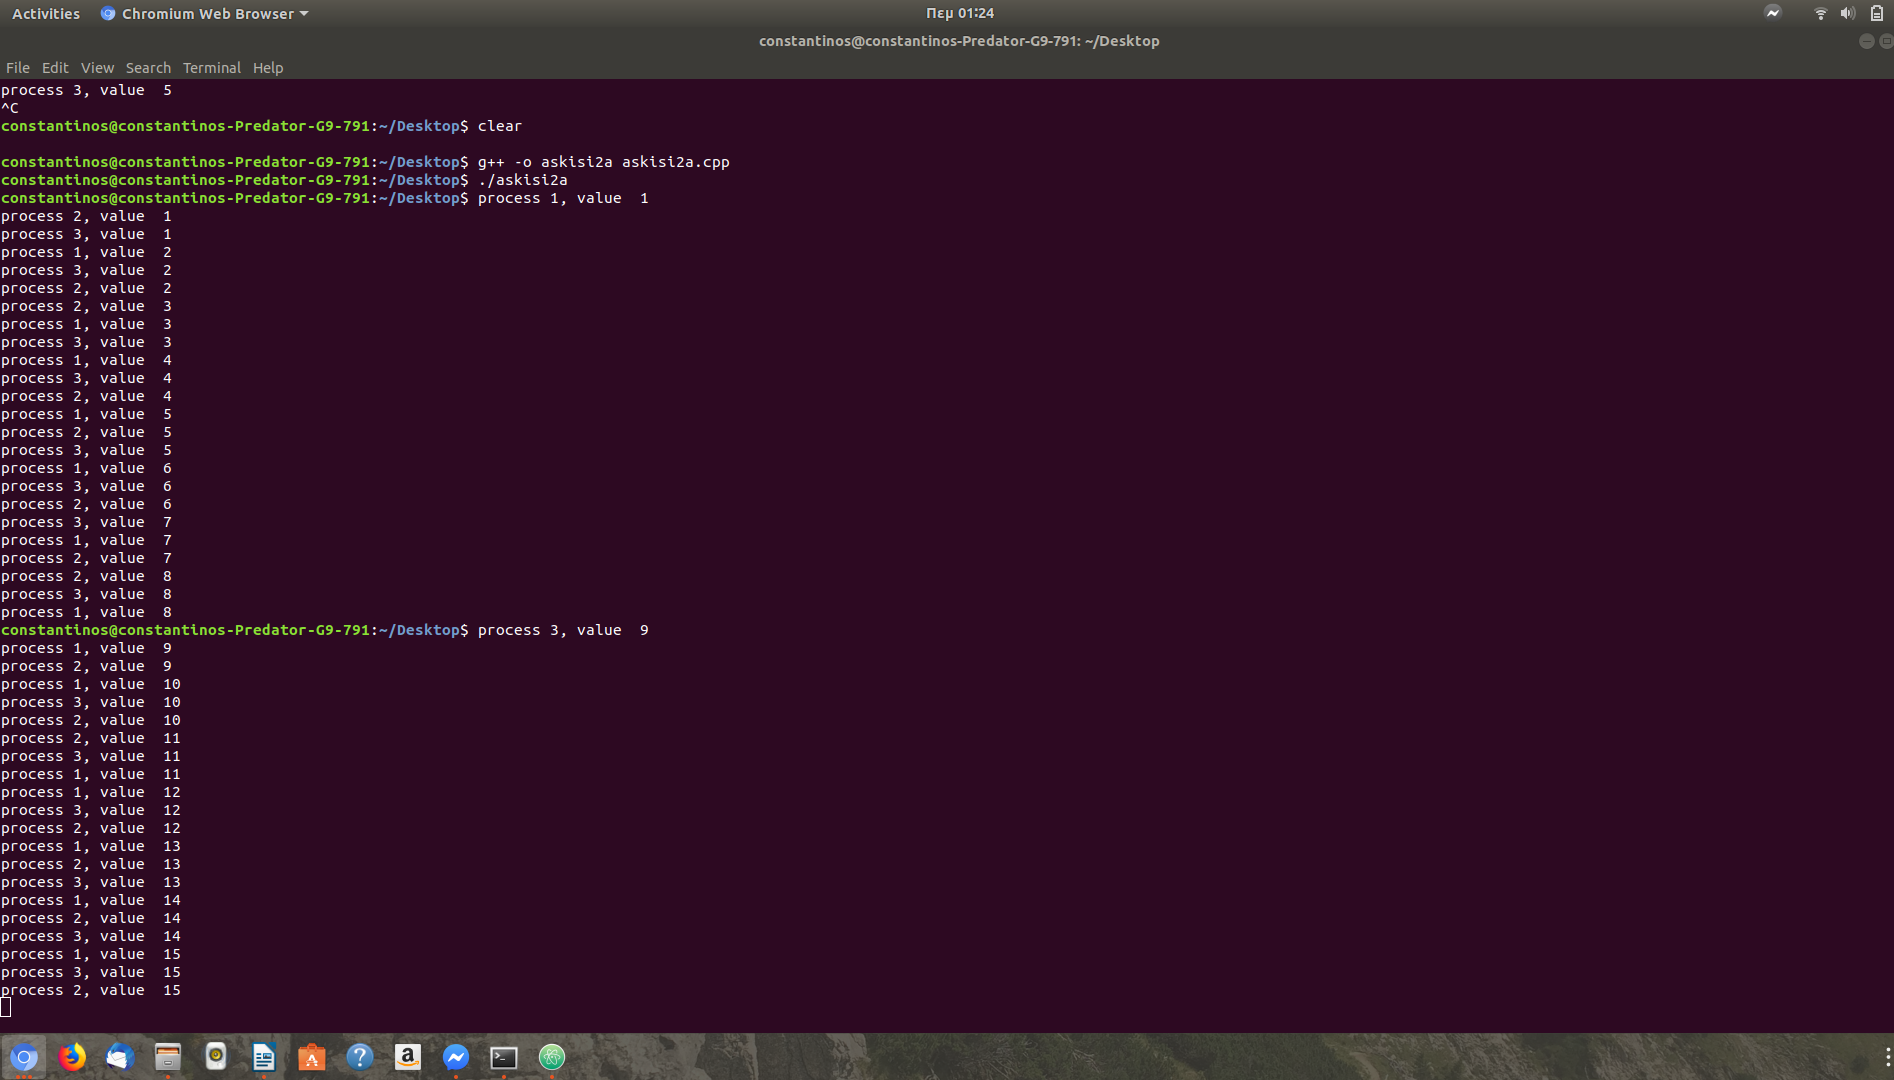 Activities Chromium Web Browser Πεμ 01:24
constantinos@constantinos-Predator-G9-791: ~/Desktop
File Edit View Search Terminal Help
process 3, value  5
^C
constantinos@constantinos-Predator-G9-791:~/Desktop$ clear
constantinos@constantinos-Predator-G9-791:~/Desktop$ g++ -o askisi2a askisi2a.cpp
constantinos@constantinos-Predator-G9-791:~/Desktop$ ./askisi2a
constantinos@constantinos-Predator-G9-791:~/Desktop$ process 1, value  1
process 2, value  1
process 3, value  1
process 1, value  2
process 3, value  2
process 2, value  2
process 2, value  3
process 1, value  3
process 3, value  3
process 1, value  4
process 3, value  4
process 2, value  4
process 1, value  5
process 2, value  5
process 3, value  5
process 1, value  6
process 3, value  6
process 2, value  6
process 3, value  7
process 1, value  7
process 2, value  7
process 2, value  8
process 3, value  8
process 1, value  8
constantinos@constantinos-Predator-G9-791:~/Desktop$ process 3, value  9
process 1, value  9
process 2, value  9
process 1, value  10
process 3, value  10
process 2, value  10
process 2, value  11
process 3, value  11
process 1, value  11
process 1, value  12
process 3, value  12
process 2, value  12
process 1, value  13
process 2, value  13
process 3, value  13
process 1, value  14
process 2, value  14
process 3, value  14
process 1, value  15
process 3, value  15
process 2, value  15